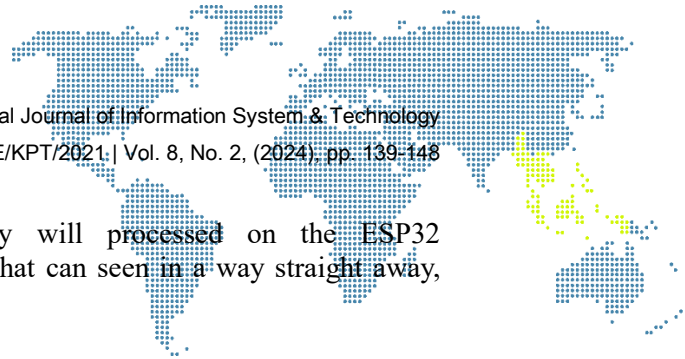 al Journal of Information System & Technology
E/KPT/2021 | Vol. 8, No. 2, (2024), pp. 139-148
y will processed on the ESP32
hat can seen in a way straight away,